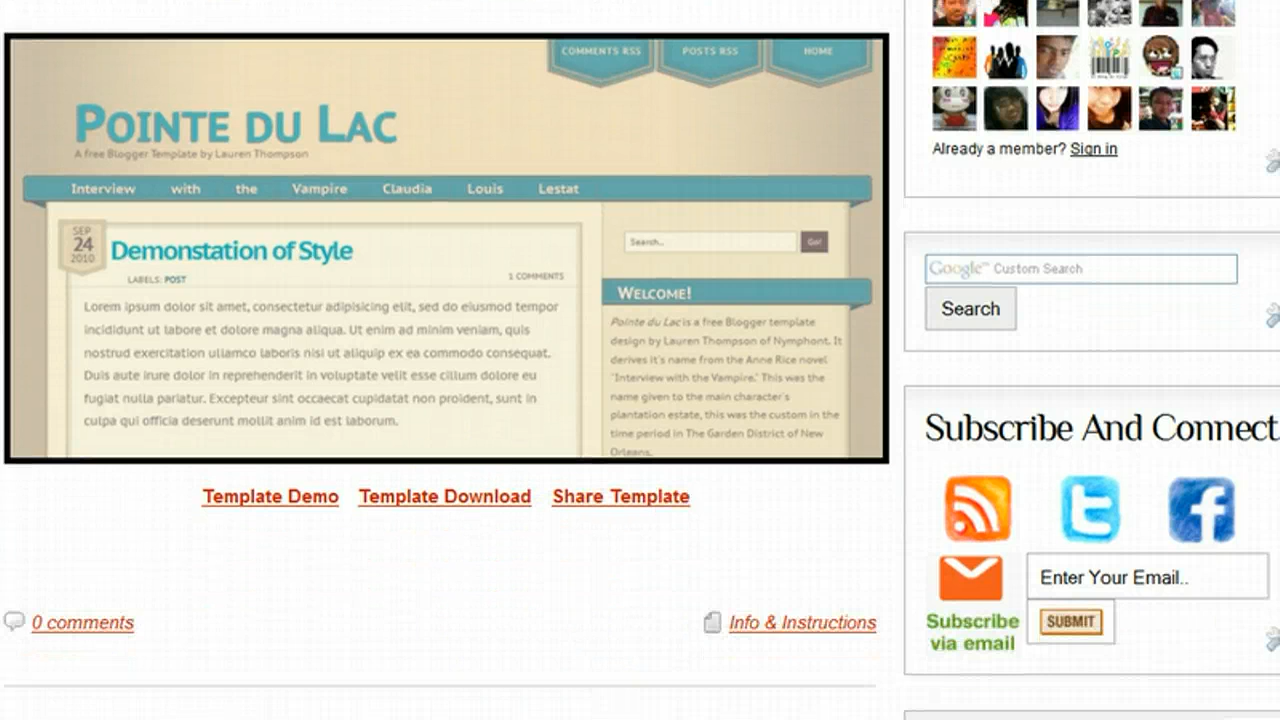 COMMENTS RSS POSTS RSS HOME
POINTE DU LAC
A free Blogger Template by Lauren Thompson
Interview with the Vampire Claudia Louis Lestat
SEP
24
2010
Demonstation of Style
LABELS: POST
1 COMMENTS
Lorem ipsum dolor sit amet, consectetur adipisicing elit, sed do eiusmod tempor
incididunt ut labore et dolore magna aliqua. Ut enim ad minim veniam, quis
nostrud exercitation ullamco laboris nisi ut aliquip ex ea commodo consequat.
Duis aute irure dolor in reprehenderit in voluptate velit esse cillum dolore eu
fugiat nulla pariatur. Excepteur sint occaecat cupidatat non proident, sunt in
culpa qui officia deserunt mollit anim id est laborum.
Search... Go!
WELCOME!
Pointe du Lac is a free Blogger template
design by Lauren Thompson of Nymphont. It
derives it's name from the Anne Rice novel
"Interview with the Vampire." This was the
name given to the main character's
plantation estate, this was the custom in the
time period in The Garden District of New
Orleans.
Template Demo Template Download Share Template
0 comments
Info & Instructions
Already a member? Sign in
Google™ Custom Search
Search
Subscribe And Connect
Enter Your Email..
Subscribe
via email
SUBMIT